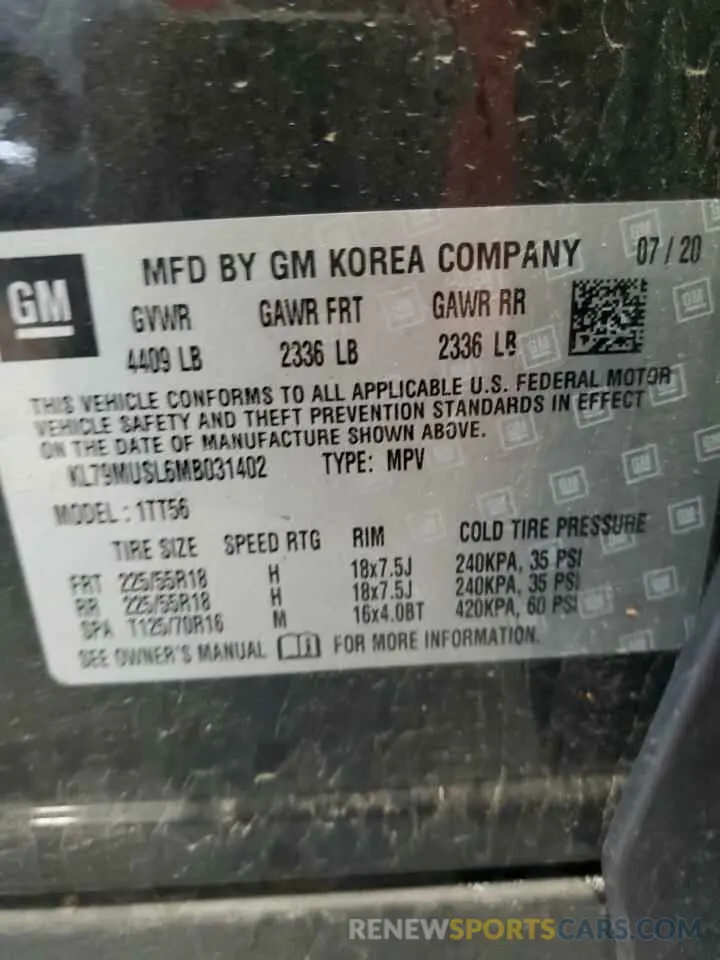 GM
MFD BY GM KOREA COMPANY 07/20
GVWR GAWR FRT GAWR RR
4409 LB 2336 LB 2336 LB
THIS VEHICLE CONFORMS TO ALL APPLICABLE U.S. FEDERAL MOTOR
VEHICLE SAFETY AND THEFT PREVENTION STANDARDS IN EFFECT
ON THE DATE OF MANUFACTURE SHOWN ABOVE.
KL79MUSL6MB031402 TYPE: MPV
MODEL: 1TT56
TIRE SIZE SPEED RTG RIM COLD TIRE PRESSURE
FRT 225/55R18 H 18x7.5J 240KPA, 35 PSI
RR 225/55R18 H 18x7.5J 240KPA, 35 PSI
SPA T125/70R16 M 16x4.0BT 420KPA, 60 PSI
SEE OWNER'S MANUAL FOR MORE INFORMATION.
RENEWSPORTSCARS.COM